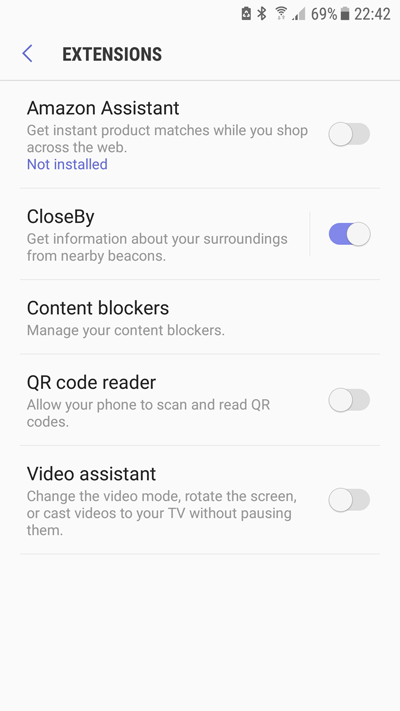 69% 22:42
EXTENSIONS
Amazon Assistant
Get instant product matches while you shop
across the web.
Not installed
CloseBy
Get information about your surroundings
from nearby beacons.
Content blockers
Manage your content blockers.
QR code reader
Allow your phone to scan and read QR
codes.
Video assistant
Change the video mode, rotate the screen,
or cast videos to your TV without pausing
them.